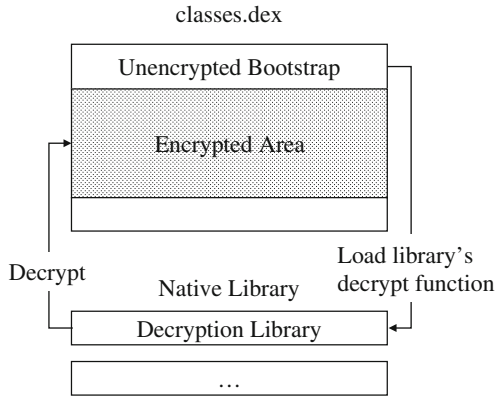 classes.dex
Unencrypted Bootstrap
Encrypted Area
Decrypt
Load library’s
decrypt function
Native Library
Decryption Library
…